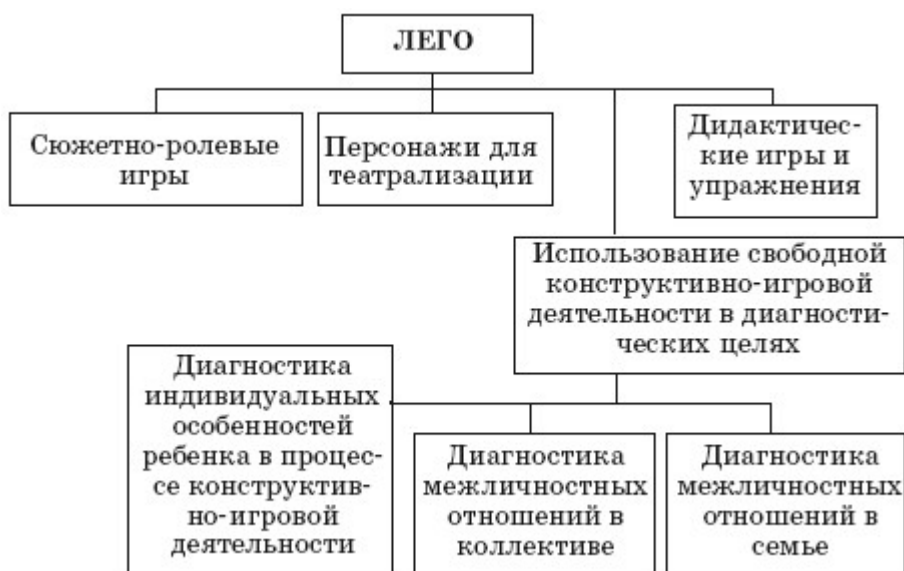 ЛЕГО
Сюжетно-ролевые
игры
Персонажи для
театрализации
Дидактичес-
кие игры и
упражнения
Использование свободной
конструктивно-игровой
деятельности в диагности-
ческих целях
Диагностика
индивидуальных
особенностей
ребенка в процес-
се конструктив-
но-игровой
деятельности
Диагностика
межличностных
отношений в
коллективе
Диагностика
межличностных
отношений в
семье